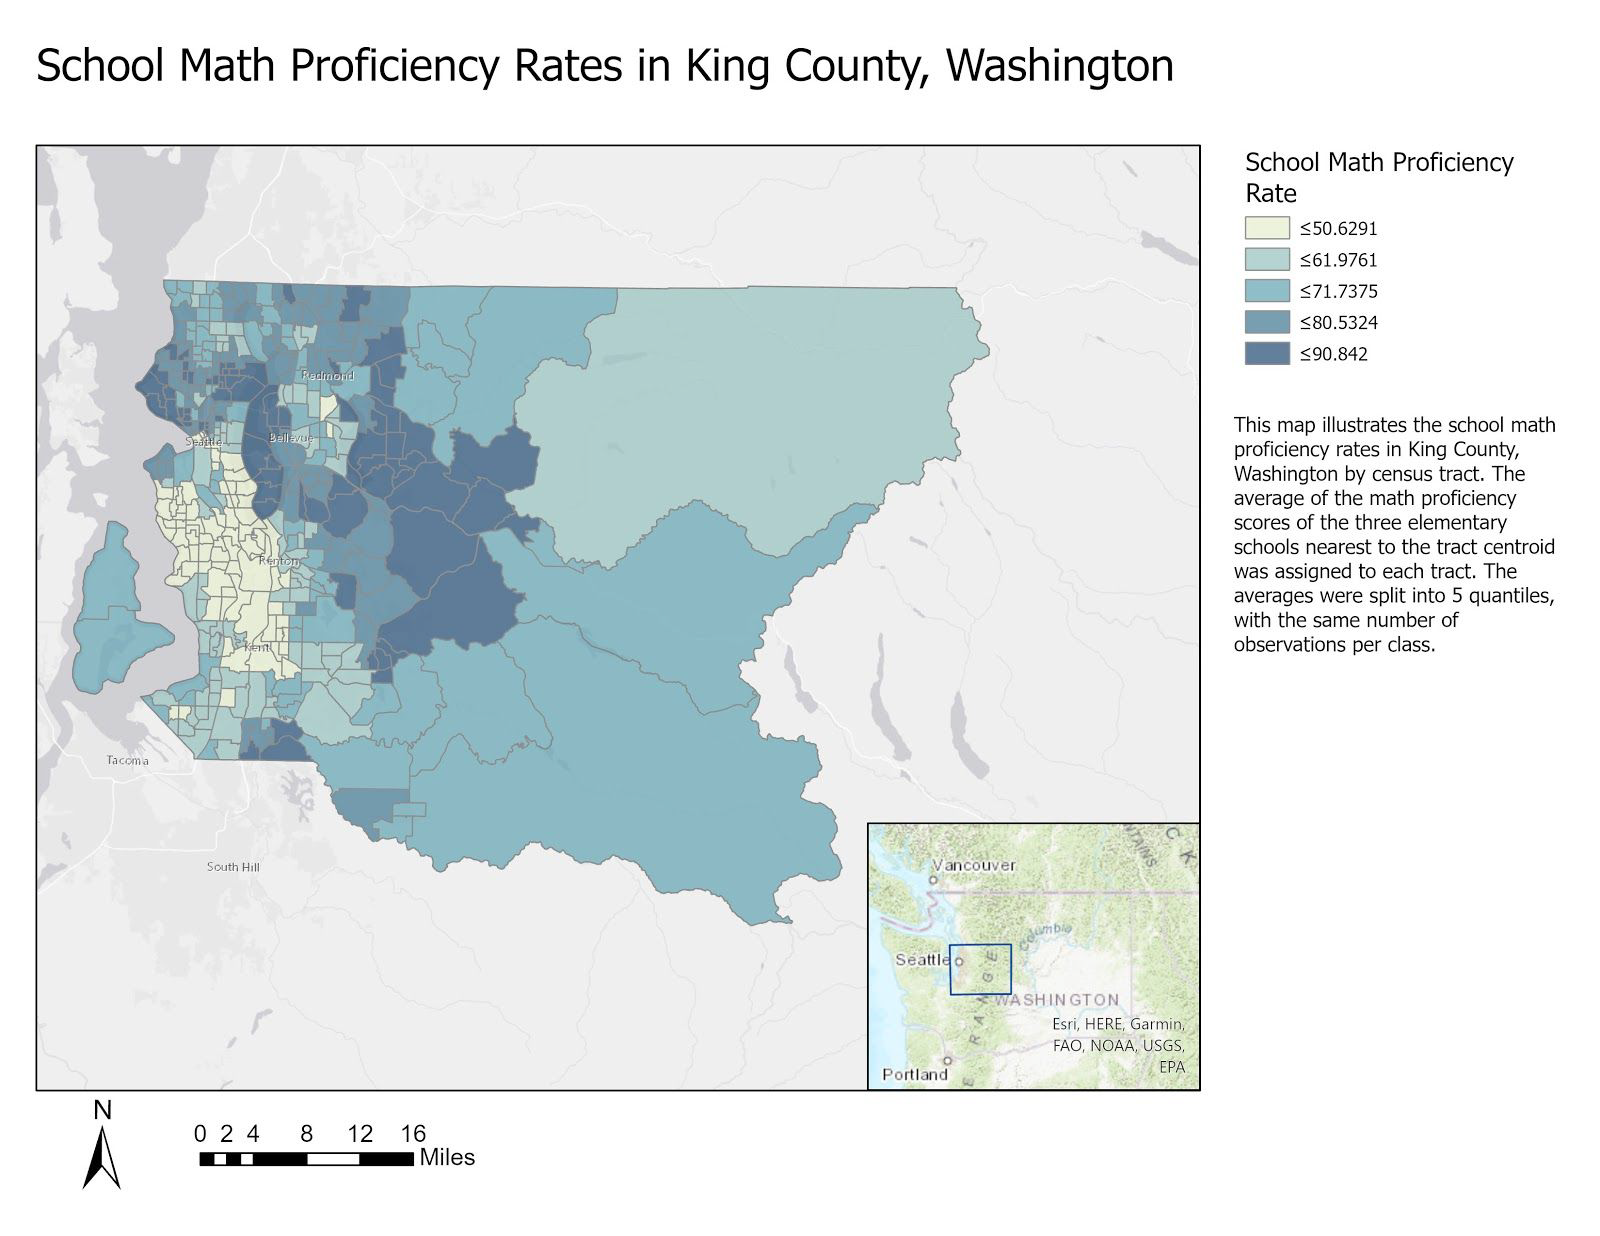 School Math Proficiency Rates in King County, Washington
School Math Proficiency
Rate
≤50.6291
≤61.9761
≤71.7375
≤80.5324
≤90.842
This map illustrates the school math
proficiency rates in King County,
Washington by census tract. The
average of the math proficiency
scores of the three elementary
schools nearest to the tract centroid
was assigned to each tract. The
averages were split into 5 quantiles,
with the same number of
observations per class.
Redmond
Seattle
Bellevue
Renton
Kent
Tacoma
South Hill
Vancouver
Columbia
Seattle
WASHINGTON
Esri, HERE, Garmin,
FAO, NOAA, USGS,
EPA
Portland
N
0 2 4 8 12 16
Miles